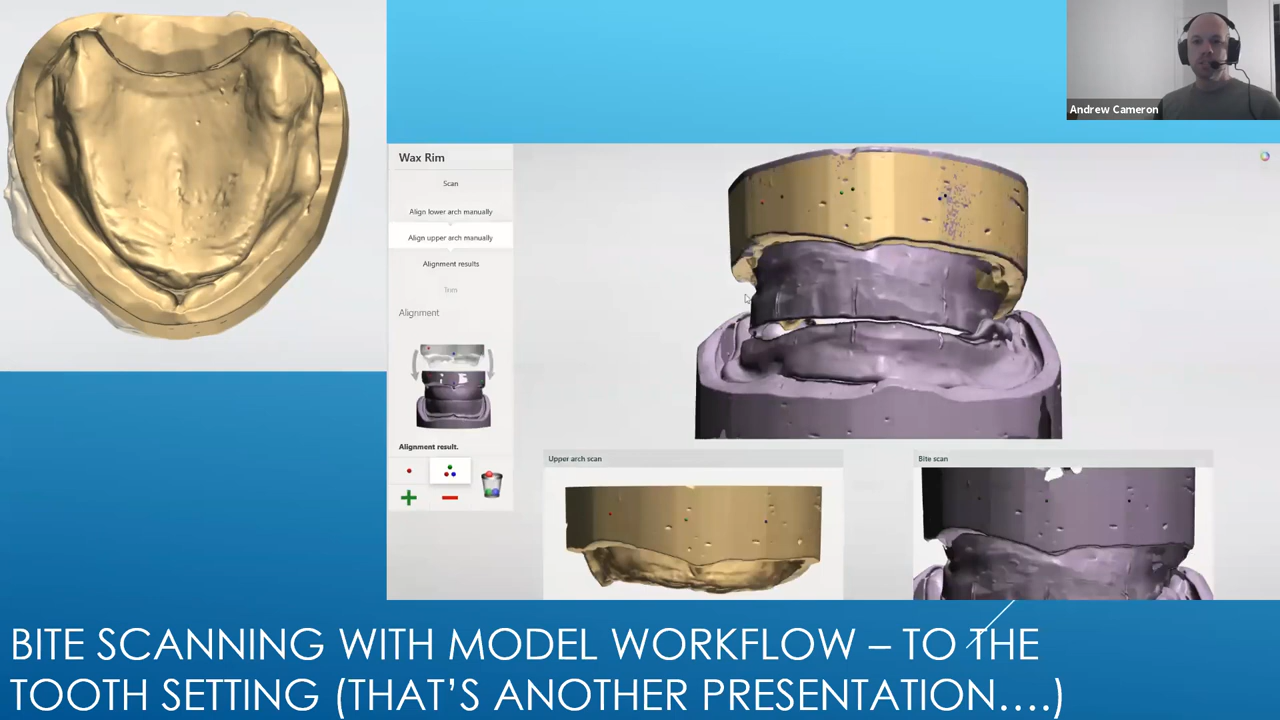 Andrew Cameron
Wax Rim
Scan
Align lower arch manually
Align upper arch manually
Alignment results
Trim
Alignment
Alignment result.
Upper arch scan
Bite scan
BITE SCANNING WITH MODEL WORKFLOW – TO THE
TOOTH SETTING (THAT’S ANOTHER PRESENTATION….)